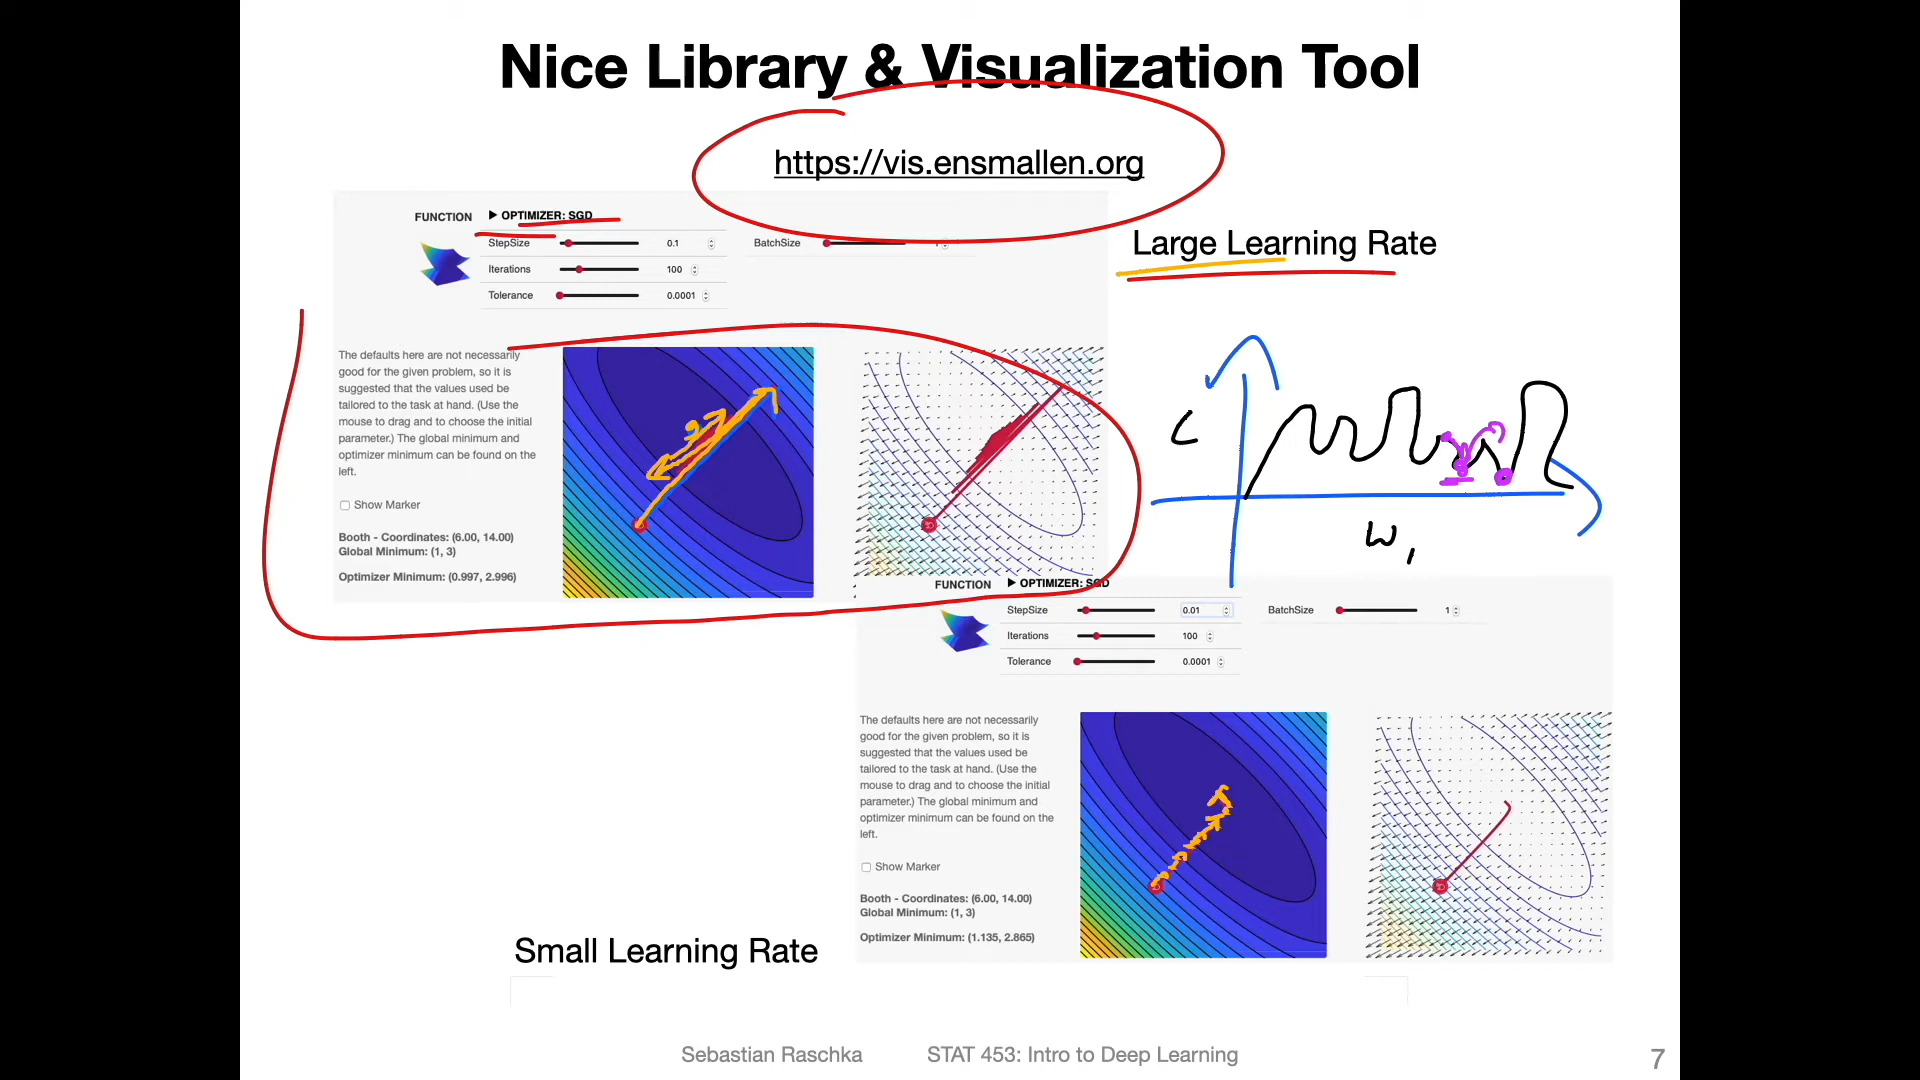 Nice Library & Visualization Tool
https://vis.ensmallen.org
FUNCTION
▶ OPTIMIZER: SGD
StepSize 0.1
BatchSize
Iterations 100
Tolerance 0.0001
Large Learning Rate
The defaults here are not necessarily
good for the given problem, so it is
suggested that the values used be
tailored to the task at hand. (Use the
mouse to drag and to choose the initial
parameter.) The global minimum and
optimizer minimum can be found on the
left.
Show Marker
Booth - Coordinates: (6.00, 14.00)
Global Minimum: (1, 3)
Optimizer Minimum: (0.997, 2.996)
L
w1
FUNCTION
▶ OPTIMIZER: SGD
StepSize 0.01
BatchSize 1
Iterations 100
Tolerance 0.0001
The defaults here are not necessarily
good for the given problem, so it is
suggested that the values used be
tailored to the task at hand. (Use the
mouse to drag and to choose the initial
parameter.) The global minimum and
optimizer minimum can be found on the
left.
Show Marker
Booth - Coordinates: (6.00, 14.00)
Global Minimum: (1, 3)
Optimizer Minimum: (1.135, 2.865)
Small Learning Rate
Sebastian Raschka
STAT 453: Intro to Deep Learning
7